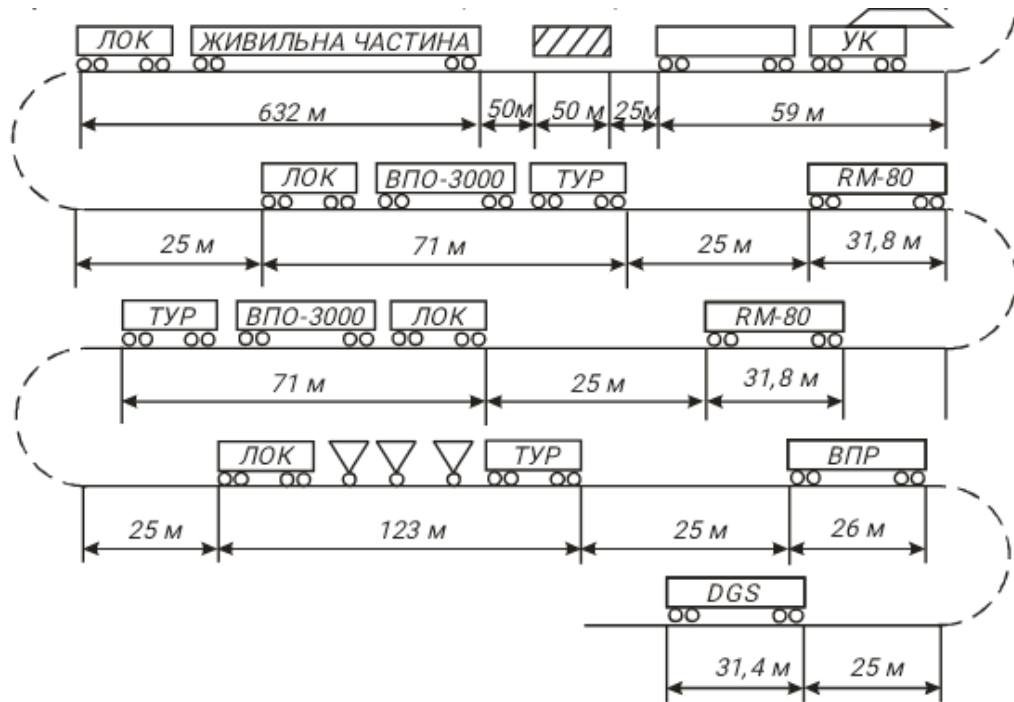 ЛОК ЖИВИЛЬНА ЧАСТИНА УК
632 м 50м 50 м 25м 59 м
ЛОК ВПО-3000 ТУР RM-80
25 м 71 м 25 м 31,8 м
ТУР ВПО-3000 ЛОК RM-80
71 м 25 м 31,8 м
ЛОК ТУР ВПР
25 м 123 м 25 м 26 м
DGS
31,4 м 25 м